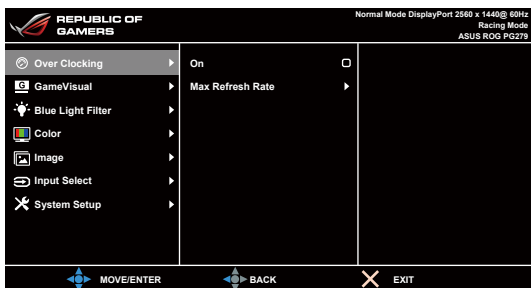 REPUBLIC OF
GAMERS
Normal Mode DisplayPort 2560 x 1440@ 60Hz
Racing Mode
ASUS ROG PG279
Over Clocking
On
G GameVisual
Max Refresh Rate
Blue Light Filter
Color
Image
Input Select
System Setup
MOVE/ENTER
BACK
EXIT